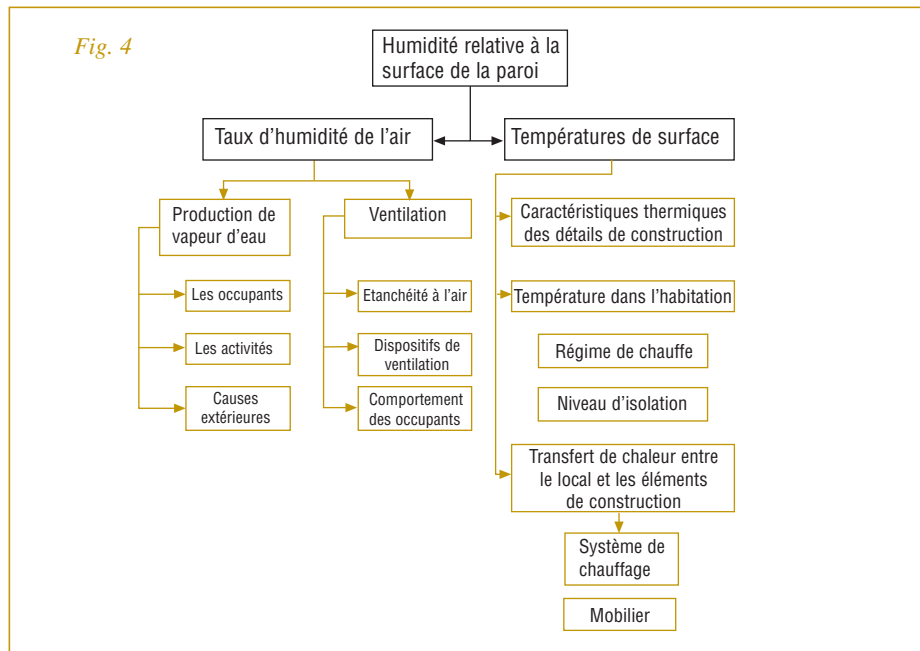 Fig. 4
Humidité relative à la
surface de la paroi
Taux d'humidité de l'air
Températures de surface
Production de
vapeur d'eau
Les occupants
Les activités
Causes
extérieures
Ventilation
Etanchéité à l'air
Dispositifs de
ventilation
Comportement
des occupants
Caractéristiques thermiques
des détails de construction
Température dans l'habitation
Régime de chauffe
Niveau d'isolation
Transfert de chaleur entre
le local et les éléments
de construction
Système de
chauffage
Mobilier